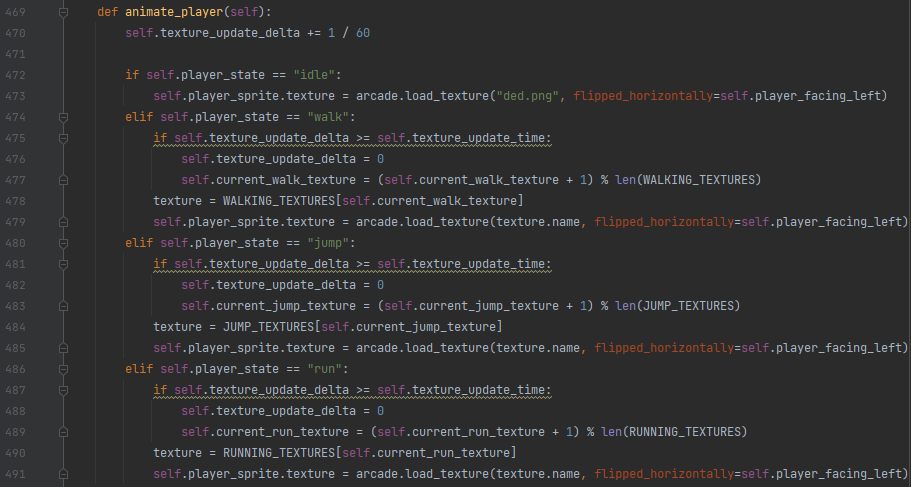 469 def animate_player(self):
470 self.texture_update_delta += 1 / 60
471
472 if self.player_state == "idle":
473 self.player_sprite.texture = arcade.load_texture("ded.png", flipped_horizontally=self.player_facing_left)
474 elif self.player_state == "walk":
475 if self.texture_update_delta >= self.texture_update_time:
476 self.texture_update_delta = 0
477 self.current_walk_texture = (self.current_walk_texture + 1) % len(WALKING_TEXTURES)
478 texture = WALKING_TEXTURES[self.current_walk_texture]
479 self.player_sprite.texture = arcade.load_texture(texture.name, flipped_horizontally=self.player_facing_left)
480 elif self.player_state == "jump":
481 if self.texture_update_delta >= self.texture_update_time:
482 self.texture_update_delta = 0
483 self.current_jump_texture = (self.current_jump_texture + 1) % len(JUMP_TEXTURES)
484 texture = JUMP_TEXTURES[self.current_jump_texture]
485 self.player_sprite.texture = arcade.load_texture(texture.name, flipped_horizontally=self.player_facing_left)
486 elif self.player_state == "run":
487 if self.texture_update_delta >= self.texture_update_time:
488 self.texture_update_delta = 0
489 self.current_run_texture = (self.current_run_texture + 1) % len(RUNNING_TEXTURES)
490 texture = RUNNING_TEXTURES[self.current_run_texture]
491 self.player_sprite.texture = arcade.load_texture(texture.name, flipped_horizontally=self.player_facing_left)